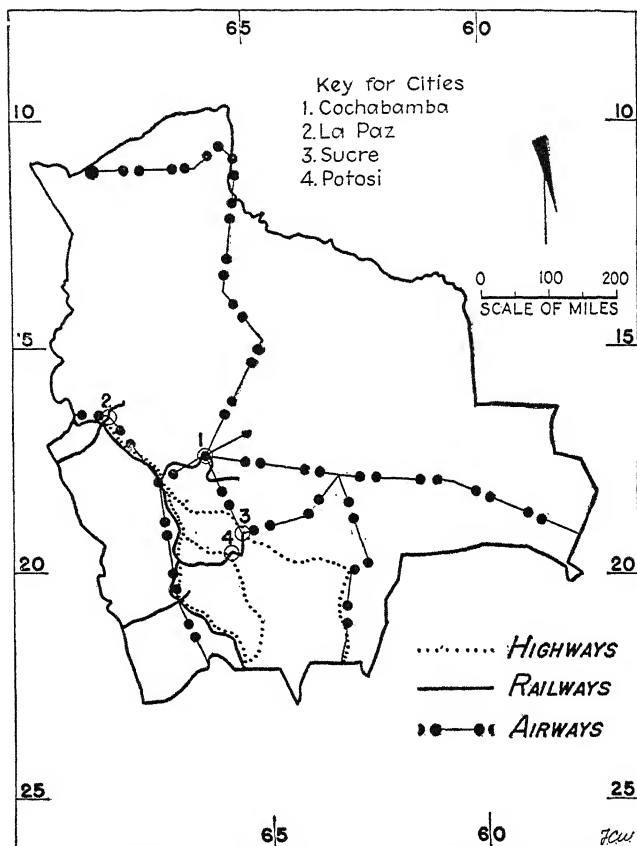 65 60
Key for Cities
1. Cochabamba
2. La Paz
3. Sucre
4. Potosi
10 10
0 100 200
SCALE OF MILES
'5 15
2
1
3
4
20 20
HIGHWAYS
RAILWAYS
AIRWAYS
25 25
65 60
J.C.W.